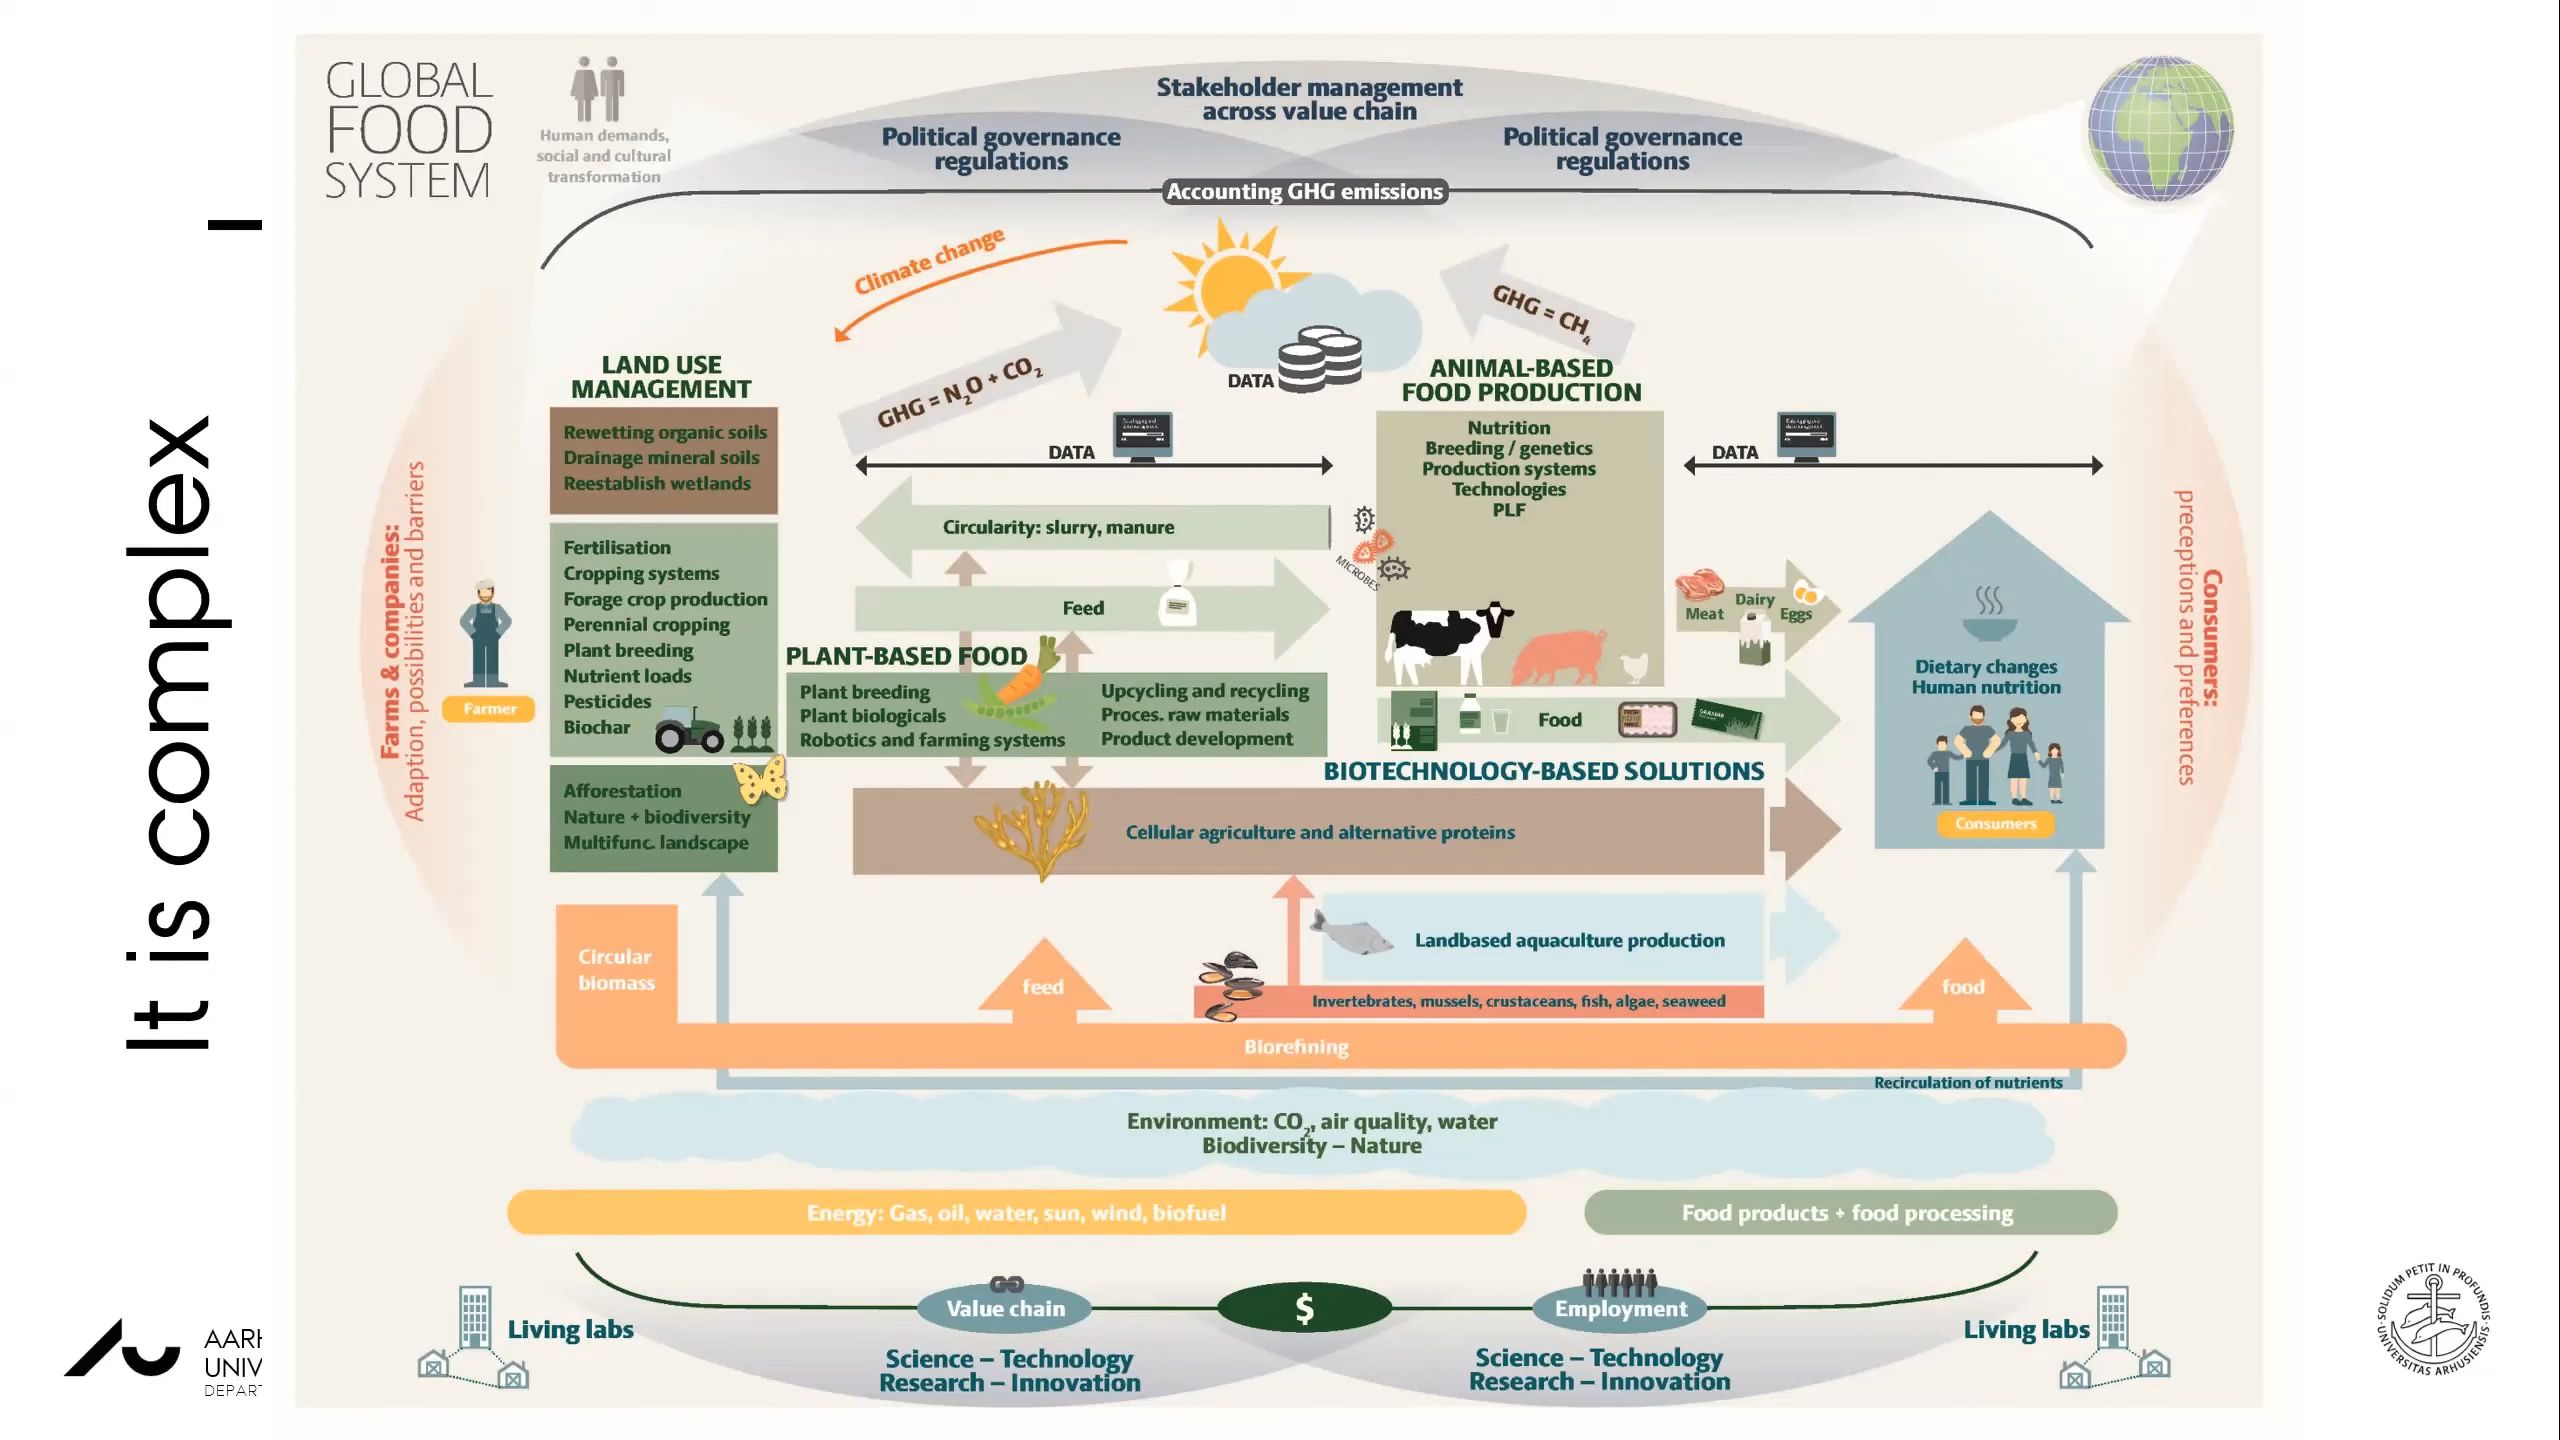 It is complex
GLOBAL
FOOD
SYSTEM
Human demands,
social and cultural
transformation
Stakeholder management
across value chain
Political governance
regulations
Political governance
regulations
Accounting GHG emissions
Climate change
GHG = N2O + CO2
GHG = CH4
DATA
LAND USE
MANAGEMENT
Rewetting organic soils
Drainage mineral soils
Reestablish wetlands
Fertilisation
Cropping systems
Forage crop production
Perennial cropping
Plant breeding
Nutrient loads
Pesticides
Biochar
Afforestation
Nature + biodiversity
Multifunc. landscape
Farms & companies:
Adaption, possibilities and barriers
Farmer
DATA
Circularity: slurry, manure
Feed
MICROBES
PLANT-BASED FOOD
Plant breeding
Plant biologicals
Robotics and farming systems
Upcycling and recycling
Proces. raw materials
Product development
ANIMAL-BASED
FOOD PRODUCTION
Nutrition
Breeding / genetics
Production systems
Technologies
PLF
DATA
Meat
Dairy
Eggs
Food
Dietary changes
Human nutrition
Consumers
Consumers:
preceptions and preferences
BIOTECHNOLOGY-BASED SOLUTIONS
Cellular agriculture and alternative proteins
Landbased aquaculture production
Invertebrates, mussels, crustaceans, fish, algae, seaweed
Circular
biomass
feed
food
Biorefining
Recirculation of nutrients
Environment: CO2, air quality, water
Biodiversity – Nature
Energy: Gas, oil, water, sun, wind, biofuel
Food products + food processing
Value chain
$
Employment
Living labs
Living labs
Science – Technology
Research – Innovation
Science – Technology
Research – Innovation
AARH
UNIV
DEPART
SOLIDUM PETIT IN PROFUNDIS
UNIVERSITAS ARHUSIENSIS